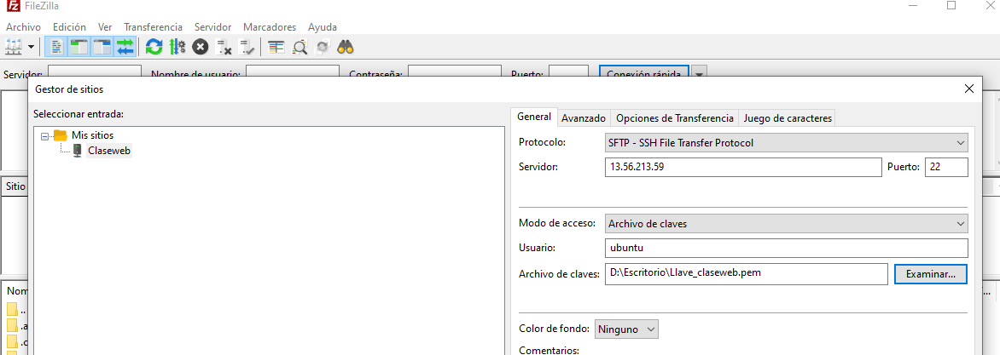 FileZilla
Archivo Edición Ver Transferencia Servidor Marcadores Ayuda
Servidor: Nombre de usuario: Contraseña: Puerto: Conexión rápida
Gestor de sitios
Seleccionar entrada:
Mis sitios
Claseweb
General Avanzado Opciones de Transferencia Juego de caracteres
Protocolo: SFTP - SSH File Transfer Protocol
Servidor: 13.56.213.59 Puerto: 22
Sitio
Modo de acceso: Archivo de claves
Usuario: ubuntu
Archivo de claves: D:\Escritorio\Llave_claseweb.pem Examinar...
Color de fondo: Ninguno
Comentarios:
..